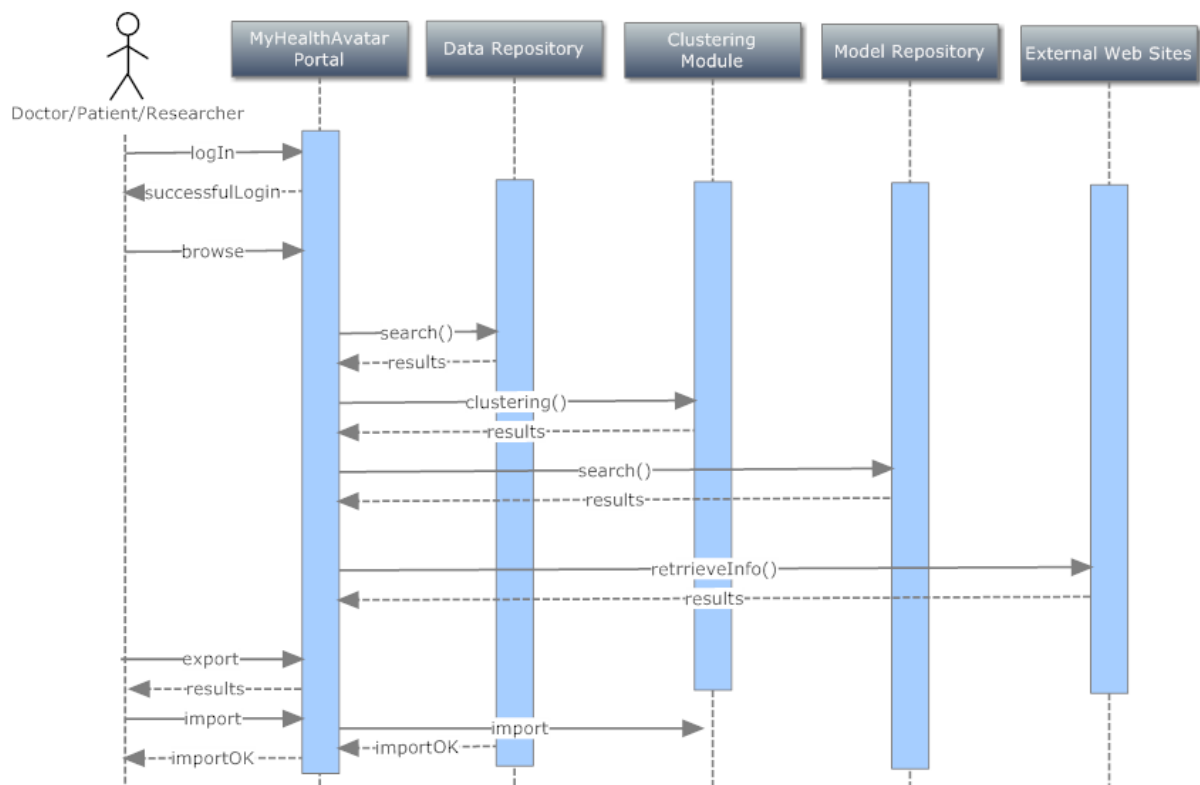 MyHealthAvatar
Portal
Data Repository
Clustering
Module
Model Repository
External Web Sites
Doctor/Patient/Researcher
logIn
successfulLogin
browse
search()
results
clustering()
results
search()
results
retrrieveInfo()
results
export
results
import
import
importOK
importOK